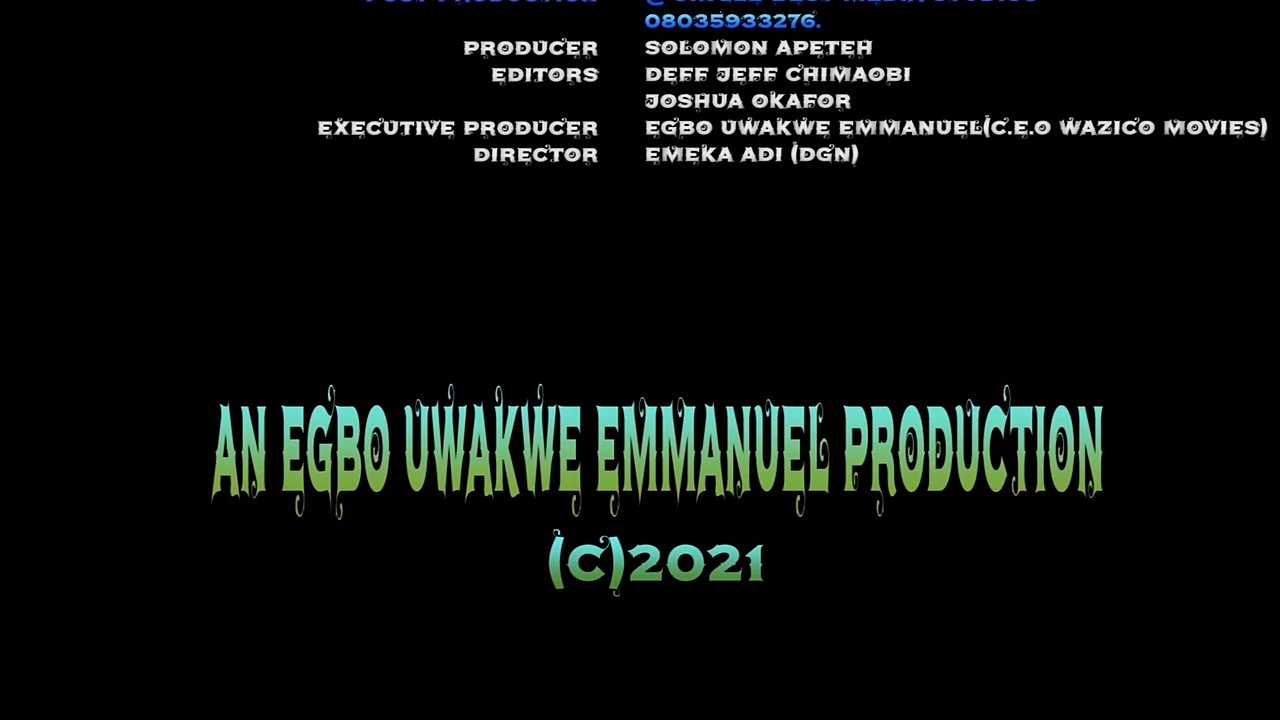 08035933276.
PRODUCER SOLOMON APETEH
EDITORS DEFF JEFF CHIMAOBI
JOSHUA OKAFOR
EXECUTIVE PRODUCER EGBO UWAKWE EMMANUEL(C.E.O WAZICO MOVIES)
DIRECTOR EMEKA ADI (DGN)
AN EGBO UWAKWE EMMANUEL PRODUCTION
(C)2021